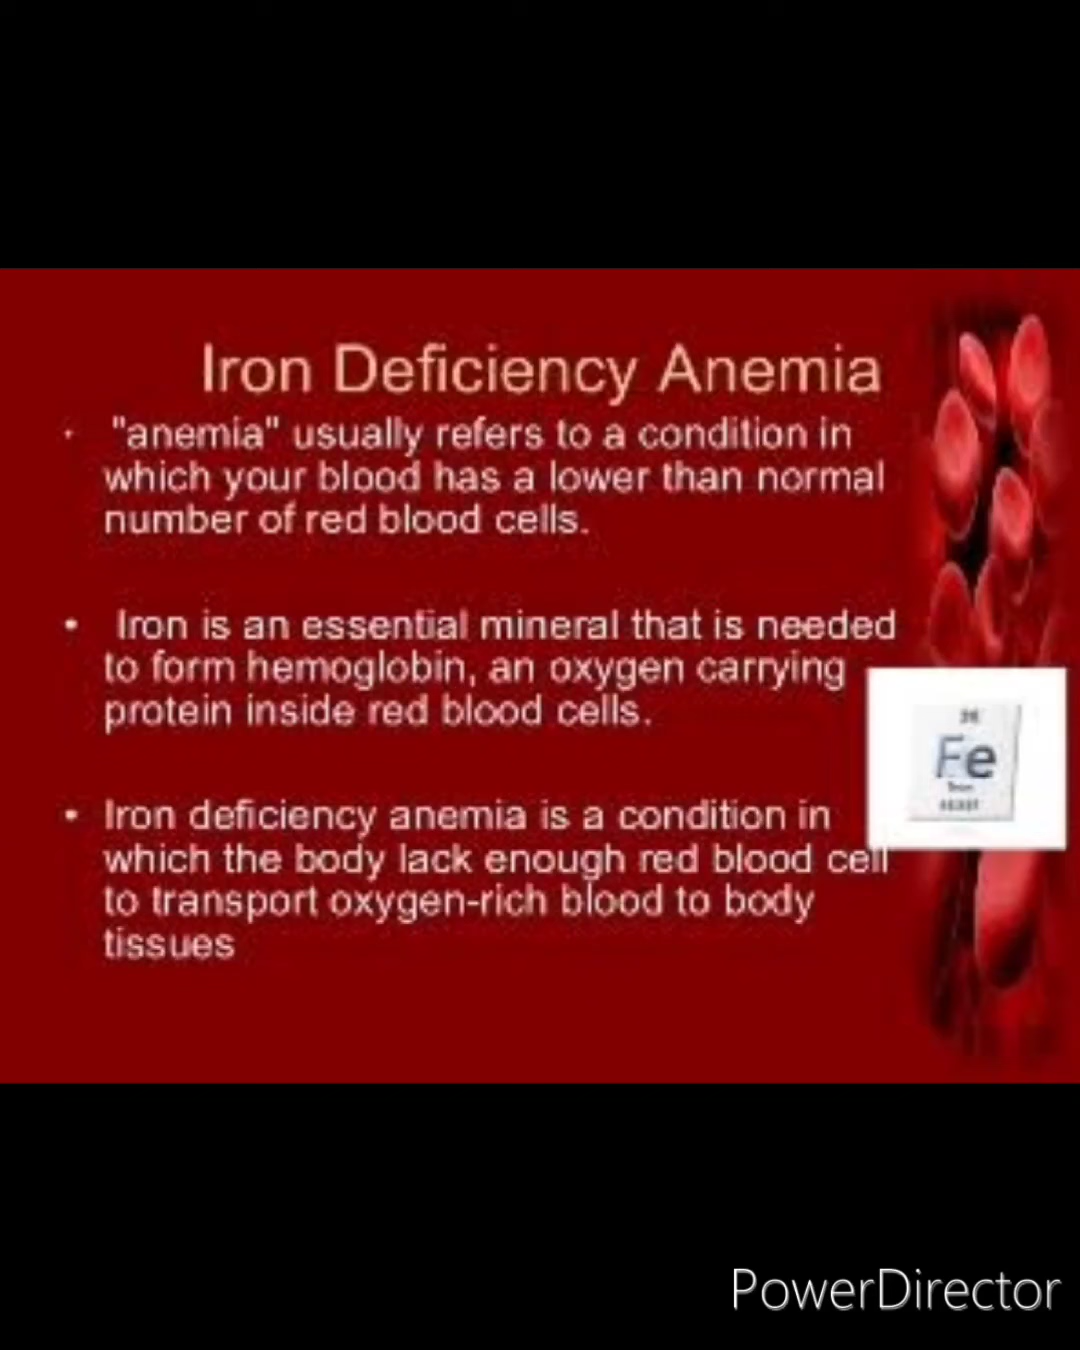 Iron Deficiency Anemia
• "anemia" usually refers to a condition in
which your blood has a lower than normal
number of red blood cells.
• Iron is an essential mineral that is needed
to form hemoglobin, an oxygen carrying
protein inside red blood cells.
• Iron deficiency anemia is a condition in
which the body lack enough red blood cell
to transport oxygen-rich blood to body
tissues
Fe
Iron
PowerDirector